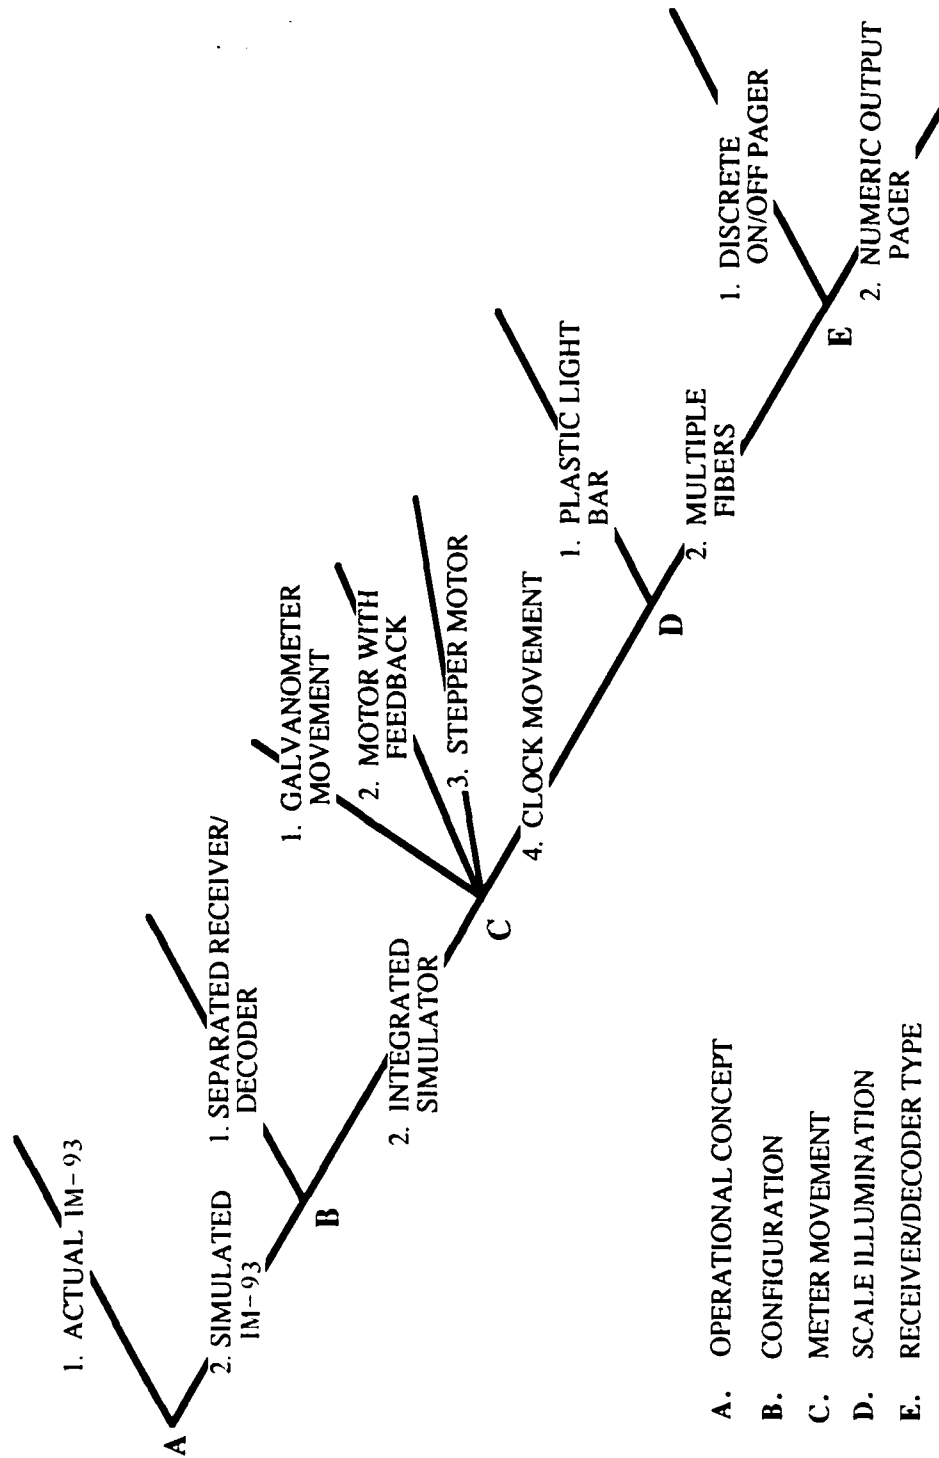 A
1. ACTUAL IM-93
2. SIMULATED
IM-93
B
1. SEPARATED RECEIVER/
DECODER
2. INTEGRATED
SIMULATOR
C
1. GALVANOMETER
MOVEMENT
2. MOTOR WITH
FEEDBACK
3. STEPPER MOTOR
4. CLOCK MOVEMENT
D
1. PLASTIC LIGHT
BAR
2. MULTIPLE
FIBERS
E
1. DISCRETE
ON/OFF PAGER
2. NUMERIC OUTPUT
PAGER
A. OPERATIONAL CONCEPT
B. CONFIGURATION
C. METER MOVEMENT
D. SCALE ILLUMINATION
E. RECEIVER/DECODER TYPE